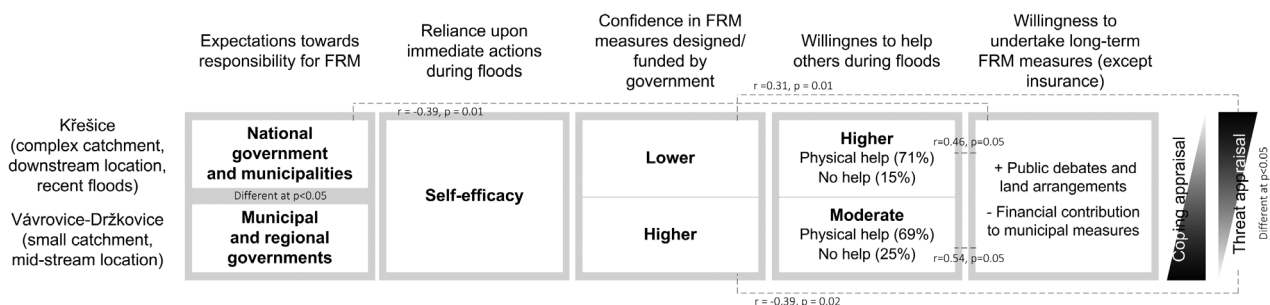 Expectations towards
responsibility for FRM
Reliance upon
immediate actions
during floods
Confidence in FRM
measures designed/
funded by
government
Willingnes to help
others during floods
Willingness to
undertake long-term
FRM measures (except
insurance)
r =0.31, p = 0.01
r = -0.39, p = 0.01
Křešice
(complex catchment,
downstream location,
recent floods)
National
government
and municipalities
Different at p<0.05
Vávrovice-Držkovice
(small catchment,
mid-stream location)
Municipal
and regional
governments
Self-efficacy
Lower
Higher
Higher
Physical help (71%)
No help (15%)
r=0.46, p=0.05
Moderate
Physical help (69%)
No help (25%)
r=0.54, p=0.05
+ Public debates and
land arrangements
- Financial contribution
to municipal measures
Coping appraisal
Threat appraisal
Different at p<0.05
r = -0.39, p = 0.02